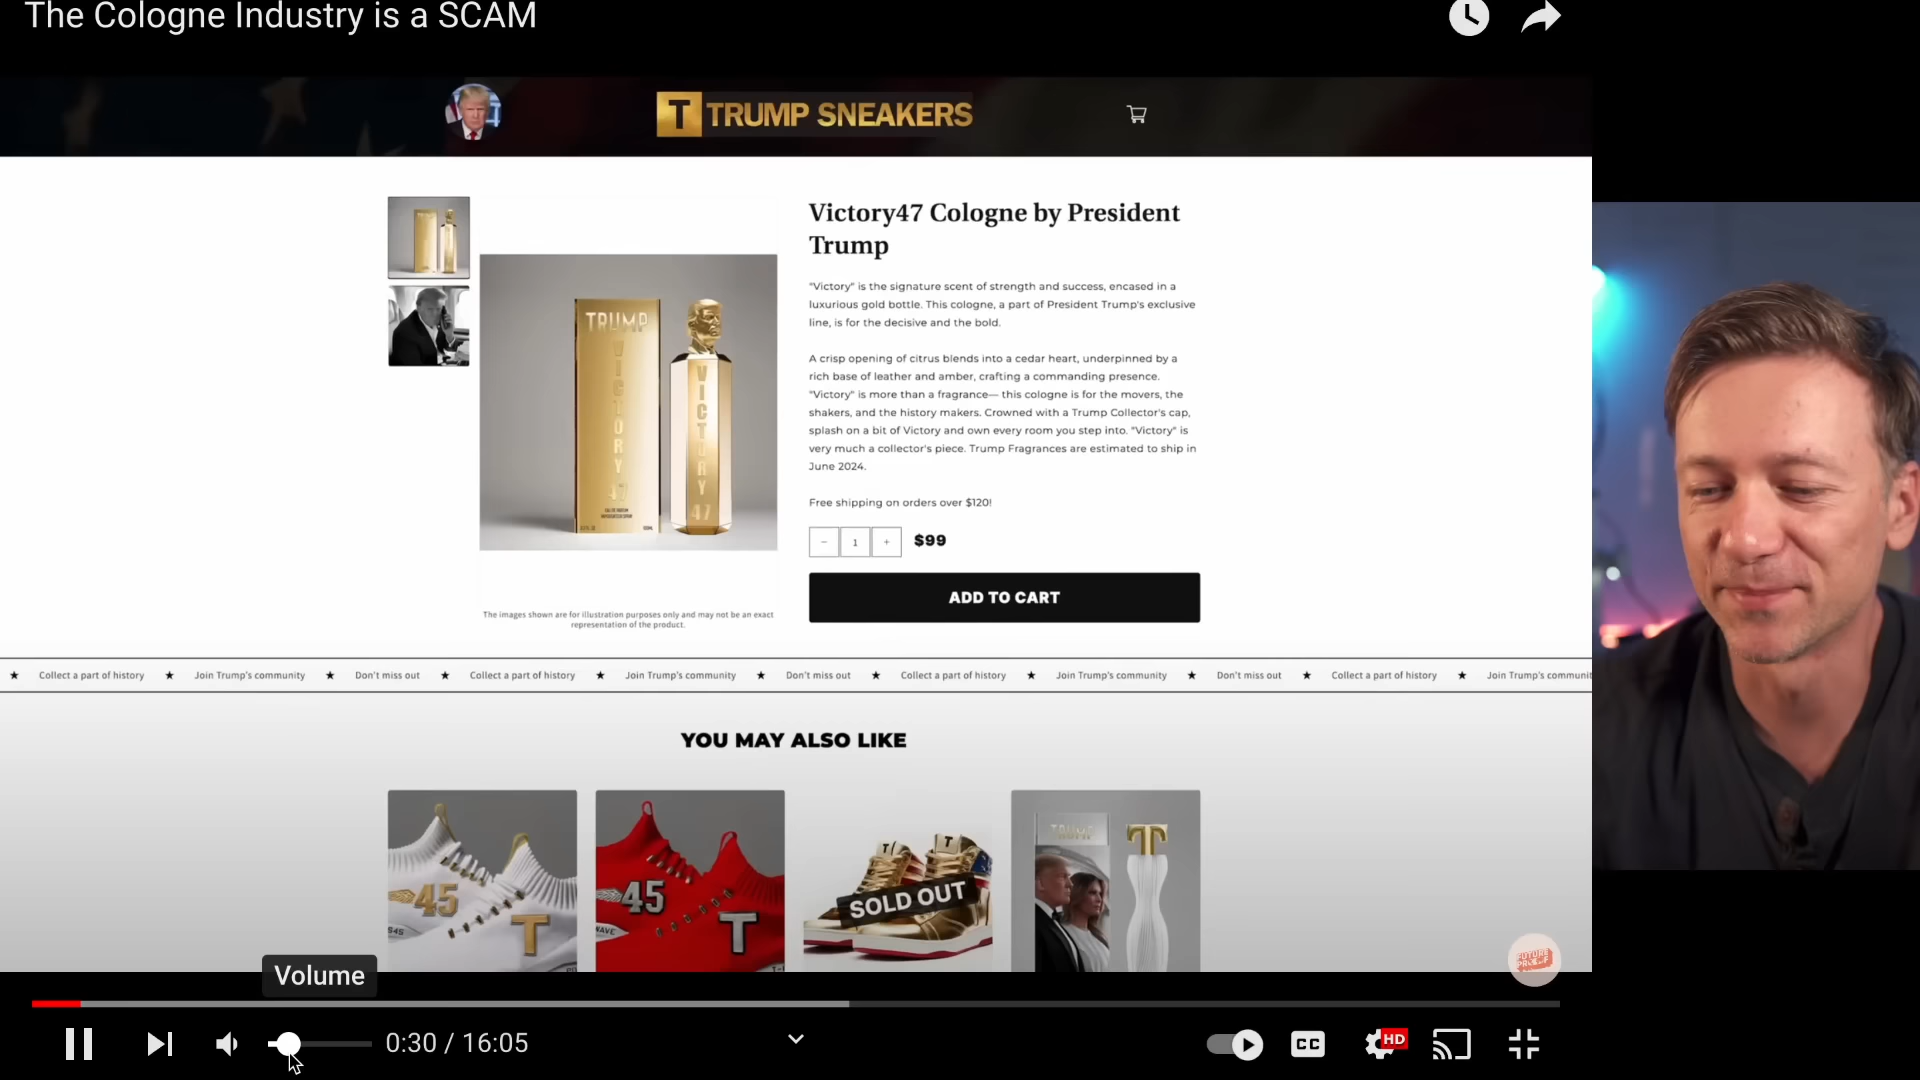 The Cologne Industry is a SCAM
T TRUMP SNEAKERS
Victory47 Cologne by President
Trump
"Victory" is the signature scent of strength and success, encased in a
luxurious gold bottle. This cologne, a part of President Trump's exclusive
line, is for the decisive and the bold.
A crisp opening of citrus blends into a cedar heart, underpinned by a
rich base of leather and amber, crafting a commanding presence.
"Victory" is more than a fragrance— this cologne is for the movers, the
shakers, and the history makers. Crowned with a Trump Collector's cap,
splash on a bit of Victory and own every room you step into. "Victory" is
very much a collector's piece. Trump Fragrances are estimated to ship in
June 2024.
Free shipping on orders over $120!
− 1 + $99
ADD TO CART
TRUMP
VICTORY
47
VICTORY
47
The images shown are for illustration purposes only and may not be an exact
representation of the product.
★ Collect a part of history ★ Join Trump's community ★ Don't miss out ★ Collect a part of history ★ Join Trump's community ★ Don't miss out ★ Collect a part of history ★ Join Trump's community ★ Don't miss out ★ Collect a part of history ★ Join Trump's communit
YOU MAY ALSO LIKE
45 T
45 T
T T
SOLD OUT
TRUMP
T
FUTURE
PROOF
Volume
0:30 / 16:05
CC
HD